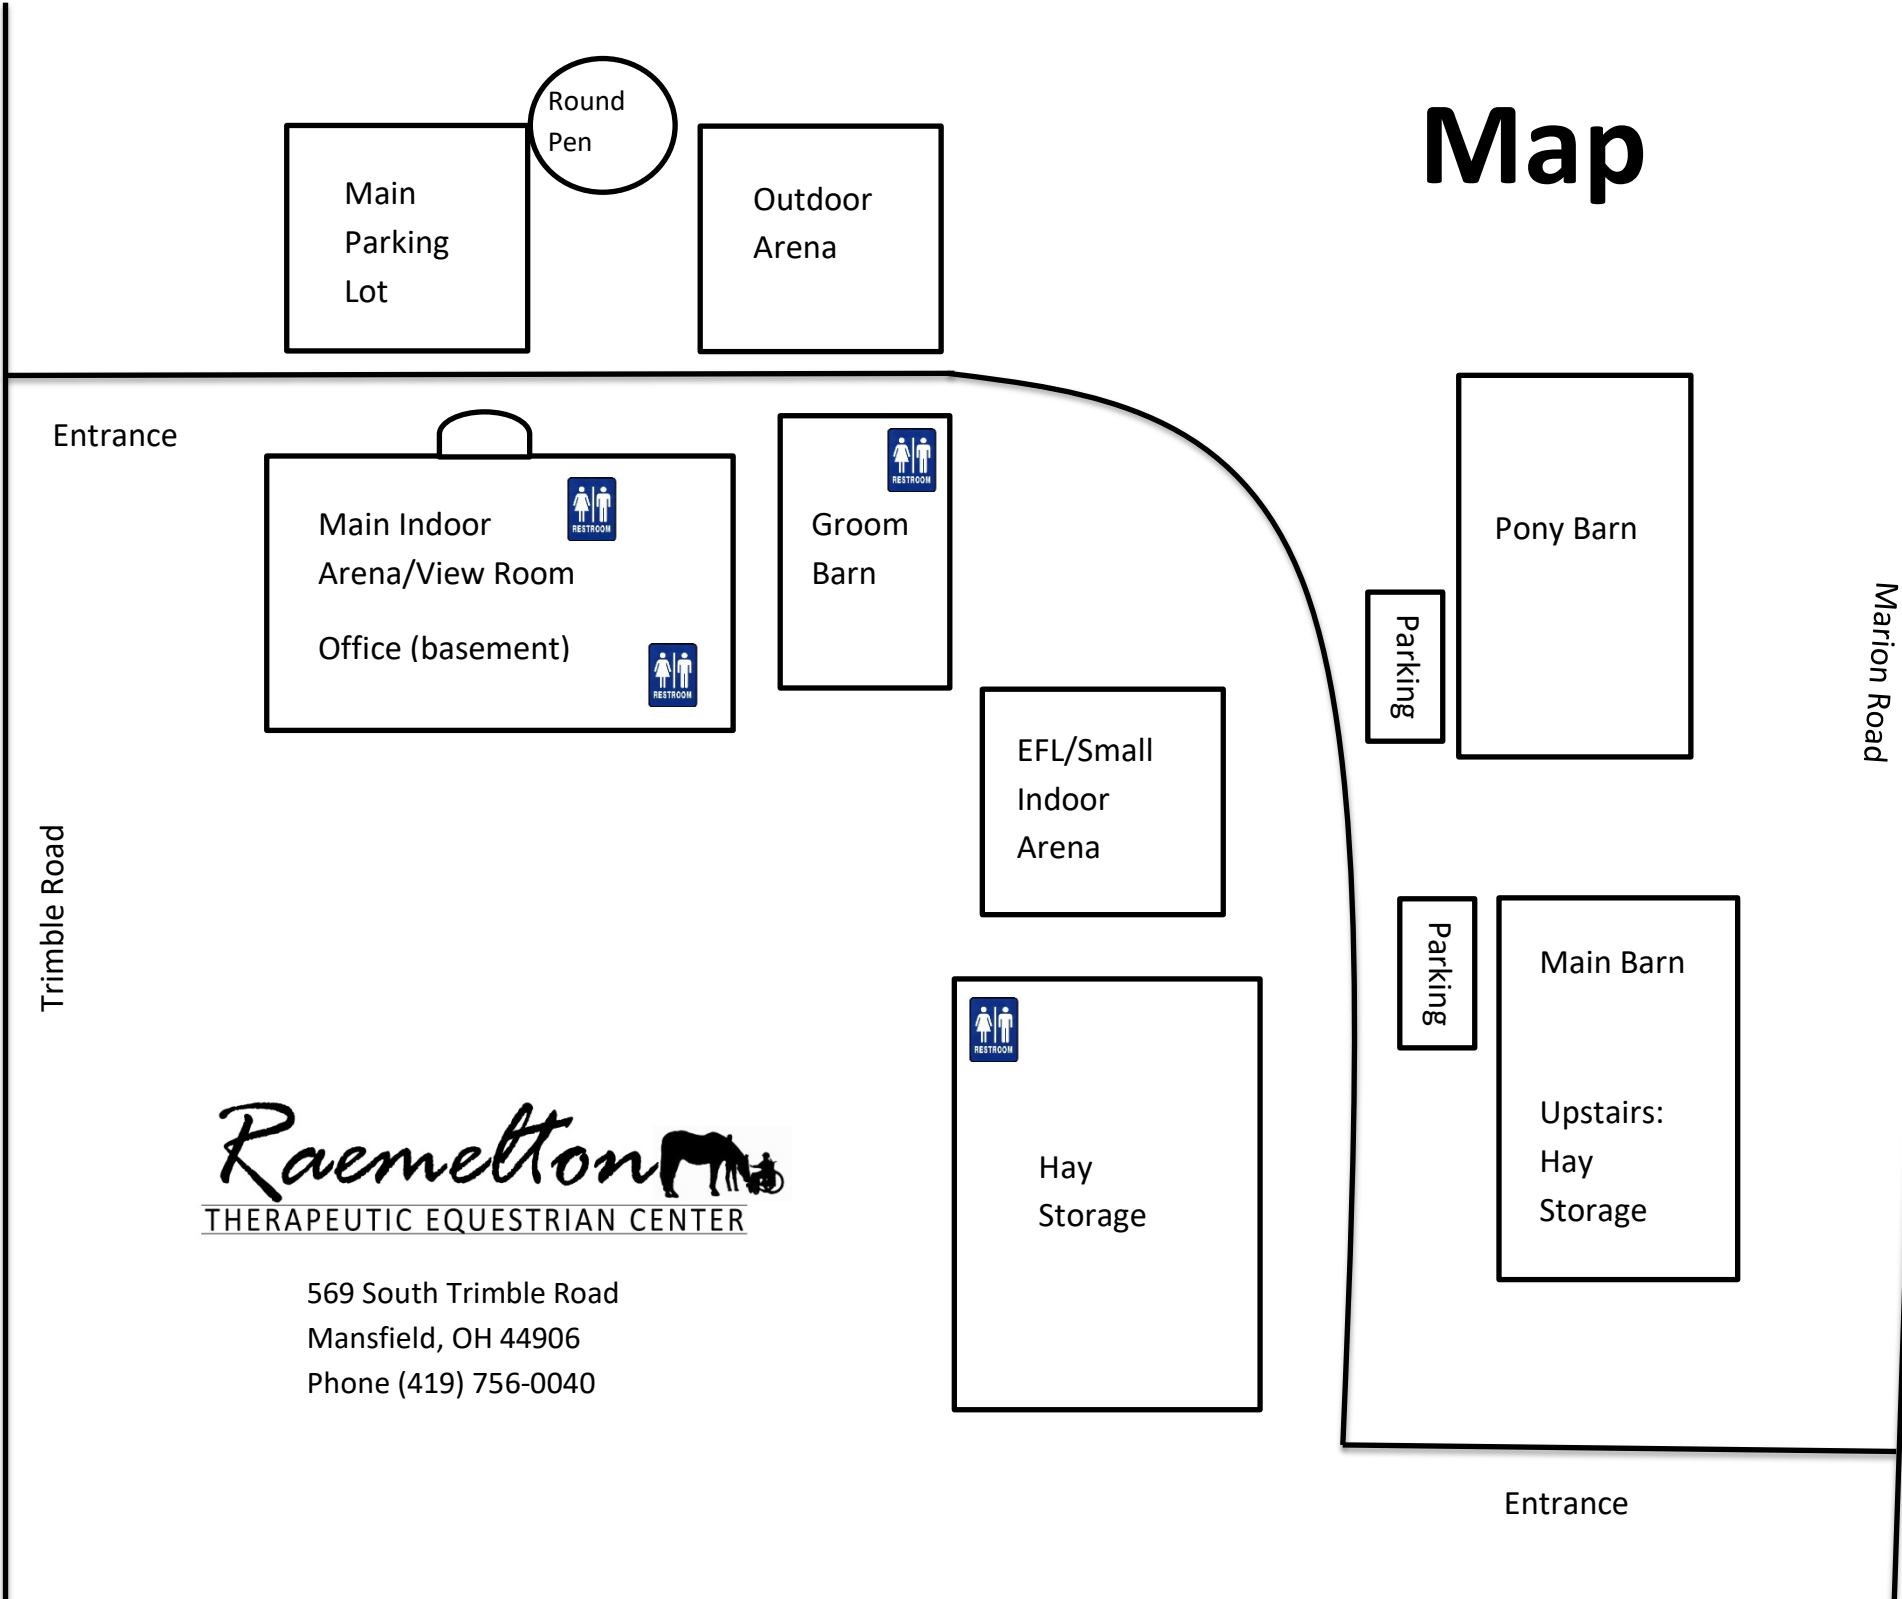 Map
Round
Pen
Main
Parking
Lot
Outdoor
Arena
Entrance
Main Indoor
Arena/View Room
Office (basement)
RESTROOM
RESTROOM
Groom
Barn
RESTROOM
Pony Barn
Parking
Marion Road
EFL/Small
Indoor
Arena
Trimble Road
Parking
Main Barn
Upstairs:
Hay
Storage
RESTROOM
Hay
Storage
Raemelton
THERAPEUTIC EQUESTRIAN CENTER
569 South Trimble Road
Mansfield, OH 44906
Phone (419) 756-0040
Entrance